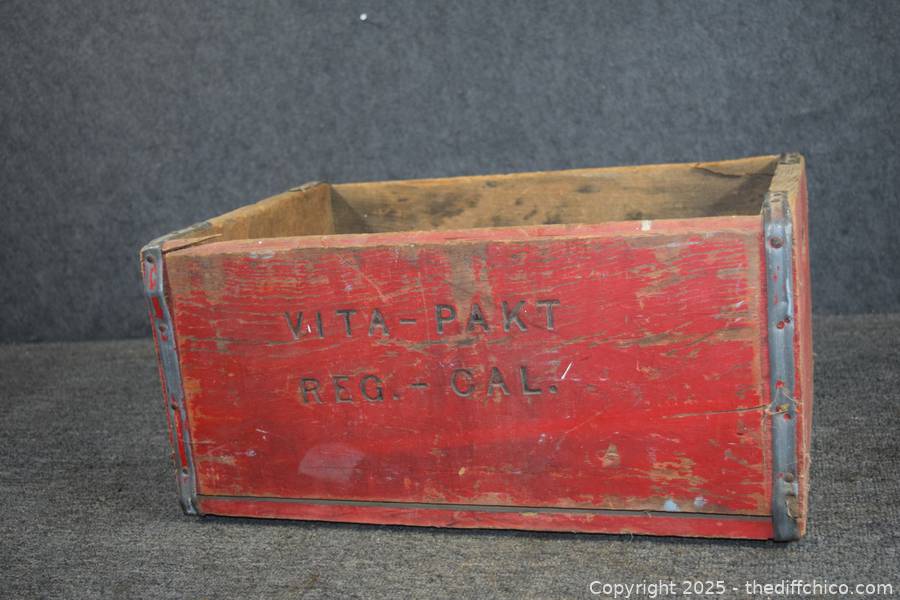 VITA-PAKT
REG.-CAL.
Copyright 2025 - thediffchico.com